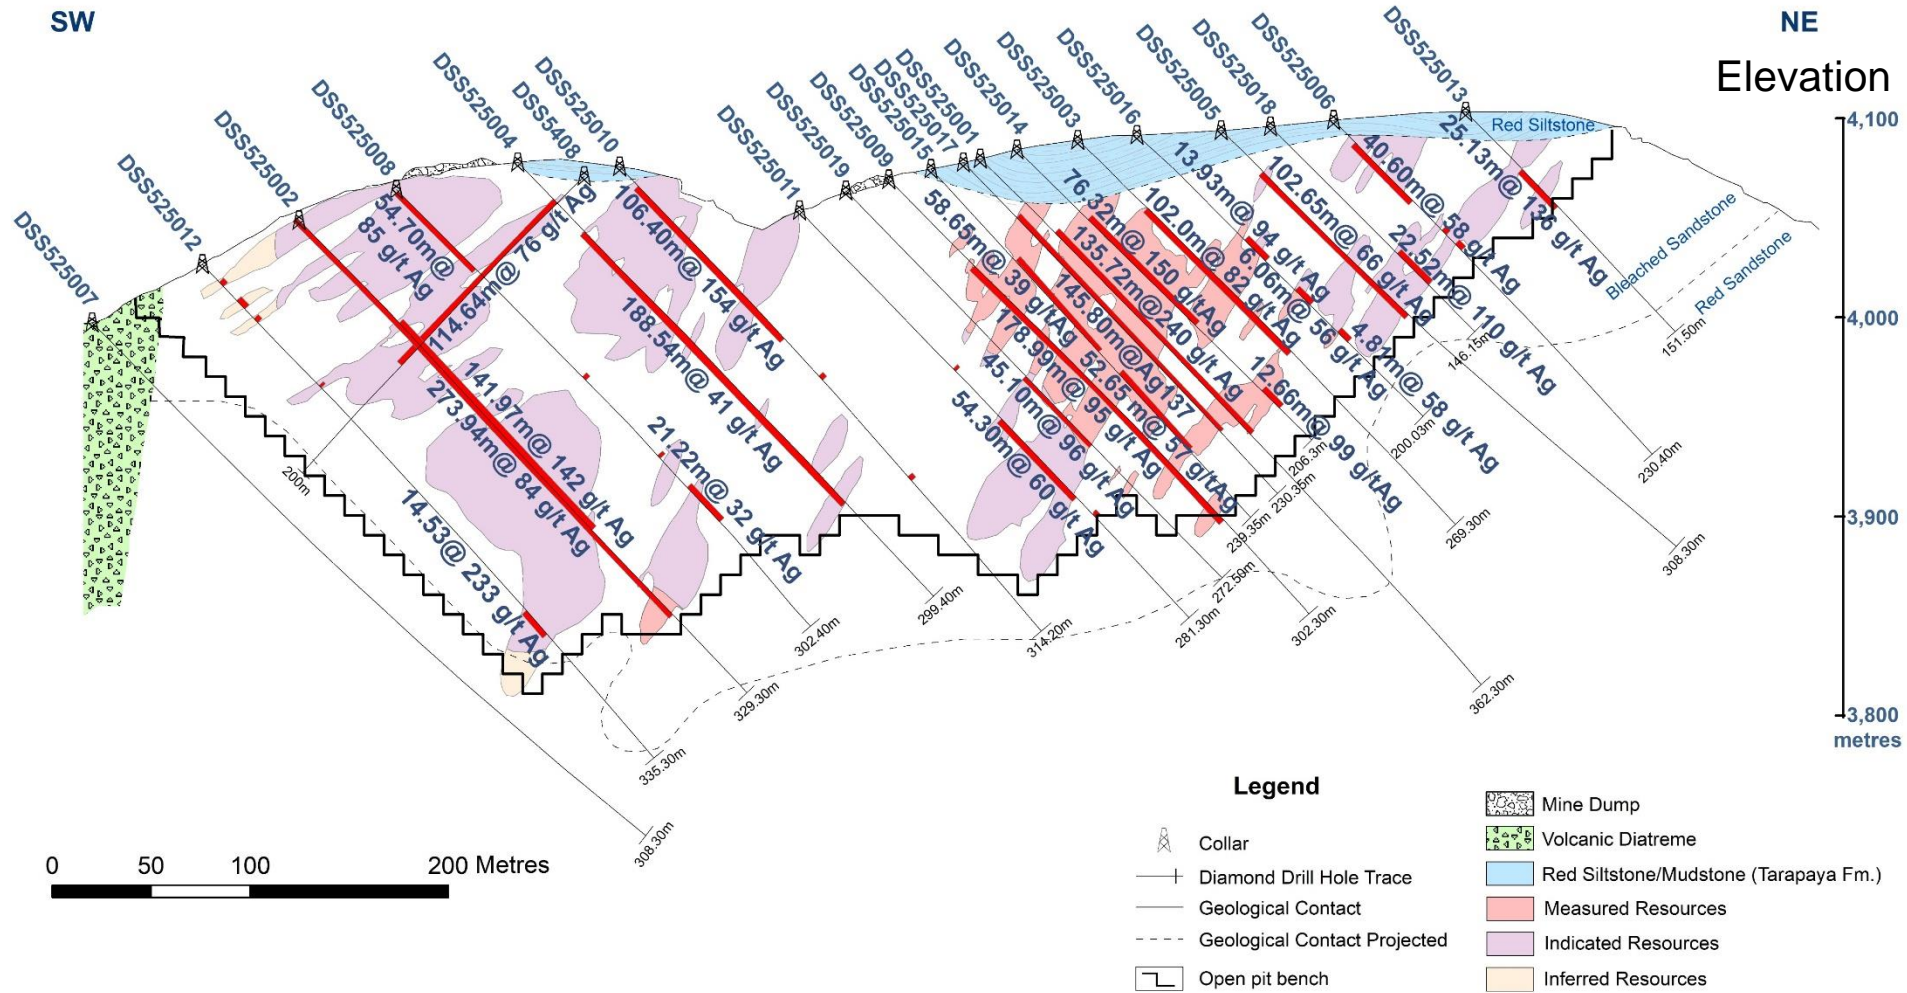 SW
NE
Elevation
DSS525007
DSS525012
DSS525002
DSS525008
DSS525004
DSS5408
DSS525010
DSS525011
DSS525019
DSS525009
DSS525015
DSS525017
DSS525001
DSS525014
DSS525003
DSS525016
DSS525005
DSS525018
DSS525006
DSS525013
4,100
4,000
3,900
3,800
metres
Red Siltstone
Bleached Sandstone
Red Sandstone
54.70m@
85 g/t Ag
114.64m@ 76 g/t Ag
106.40m@ 154 g/t Ag
188.54m@ 41 g/t Ag
141.97m@ 142 g/t Ag
273.94m@ 84 g/t Ag
14.53@ 233 g/t Ag
21.22m@ 32 g/t Ag
58.65m@ 39 g/tAg
178.99m@ 95 g/t Ag
45.10m@ 96 g/t Ag
54.30m@ 60 g/t Ag
52.65 m@ 57 g/tAg
145.80m@Ag137
135.72m@240 g/t Ag
76.32m@ 150 g/tAg
102.0m@ 82 g/t Ag
13.93m@ 94 g/t Ag
6.06m@ 56 g/t Ag
4.81m@ 58 g/t Ag
12.66m@ 99 g/tAg
102.65m@ 66 g/t Ag
40.60m@ 58 g/t Ag
22.52m@ 110 g/t Ag
25.13m@ 136 g/t Ag
200m
308.30m
335.30m
329.30m
302.40m
299.40m
314.20m
281.30m
272.50m
302.30m
239.35m
230.35m
206.3m
200.03m
362.30m
269.30m
146.15m
308.30m
230.40m
151.50m
0 50 100 200 Metres
Legend
Collar
Diamond Drill Hole Trace
Geological Contact
Geological Contact Projected
Open pit bench
Mine Dump
Volcanic Diatreme
Red Siltstone/Mudstone (Tarapaya Fm.)
Measured Resources
Indicated Resources
Inferred Resources